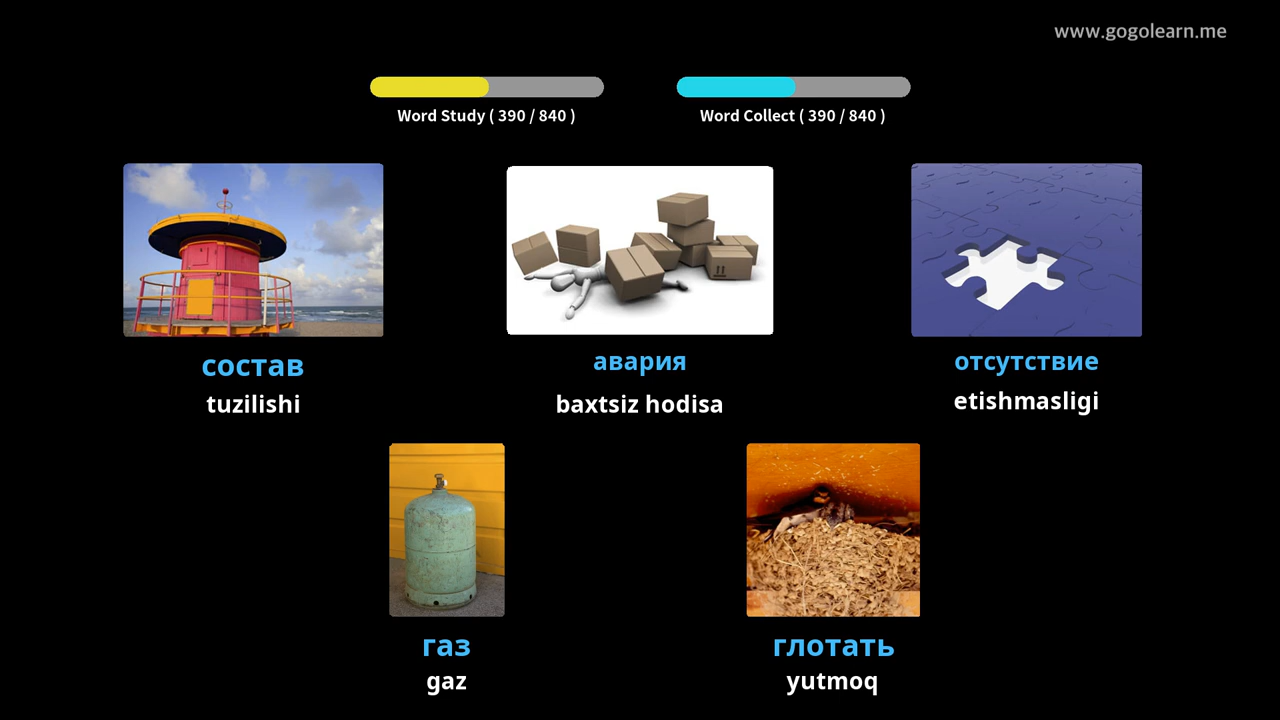 www.gogolearn.me
Word Study ( 390 / 840 )
Word Collect ( 390 / 840 )
состав
tuzilishi
авария
baxtsiz hodisa
отсутствие
etishmasligi
газ
gaz
глотать
yutmoq